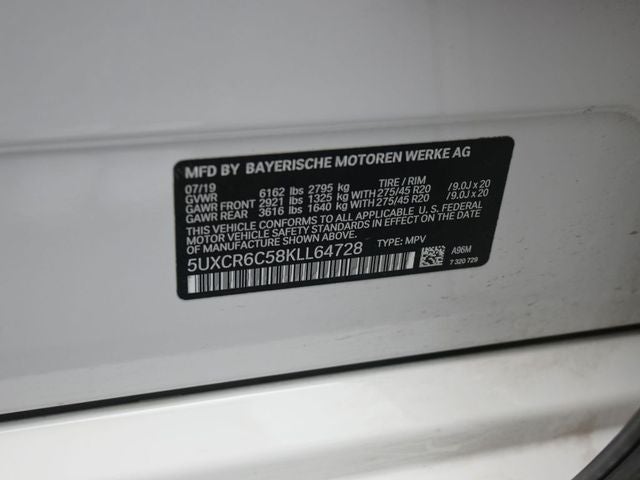 MFD BY BAYERISCHE MOTOREN WERKE AG
07/19 TIRE / RIM
GVWR 6162 lbs 2795 kg
GAWR FRONT 2921 lbs 1325 kg WITH 275/45 R20 / 9.0J x 20
GAWR REAR 3616 lbs 1640 kg WITH 275/45 R20 / 9.0J x 20
THIS VEHICLE CONFORMS TO ALL APPLICABLE U.S. FEDERAL
MOTOR VEHICLE SAFETY STANDARDS IN EFFECT
ON THE DATE OF MANUFACTURE SHOWN ABOVE.
5UXCR6C58KLL64728 TYPE: MPV
A96M
7 320 729